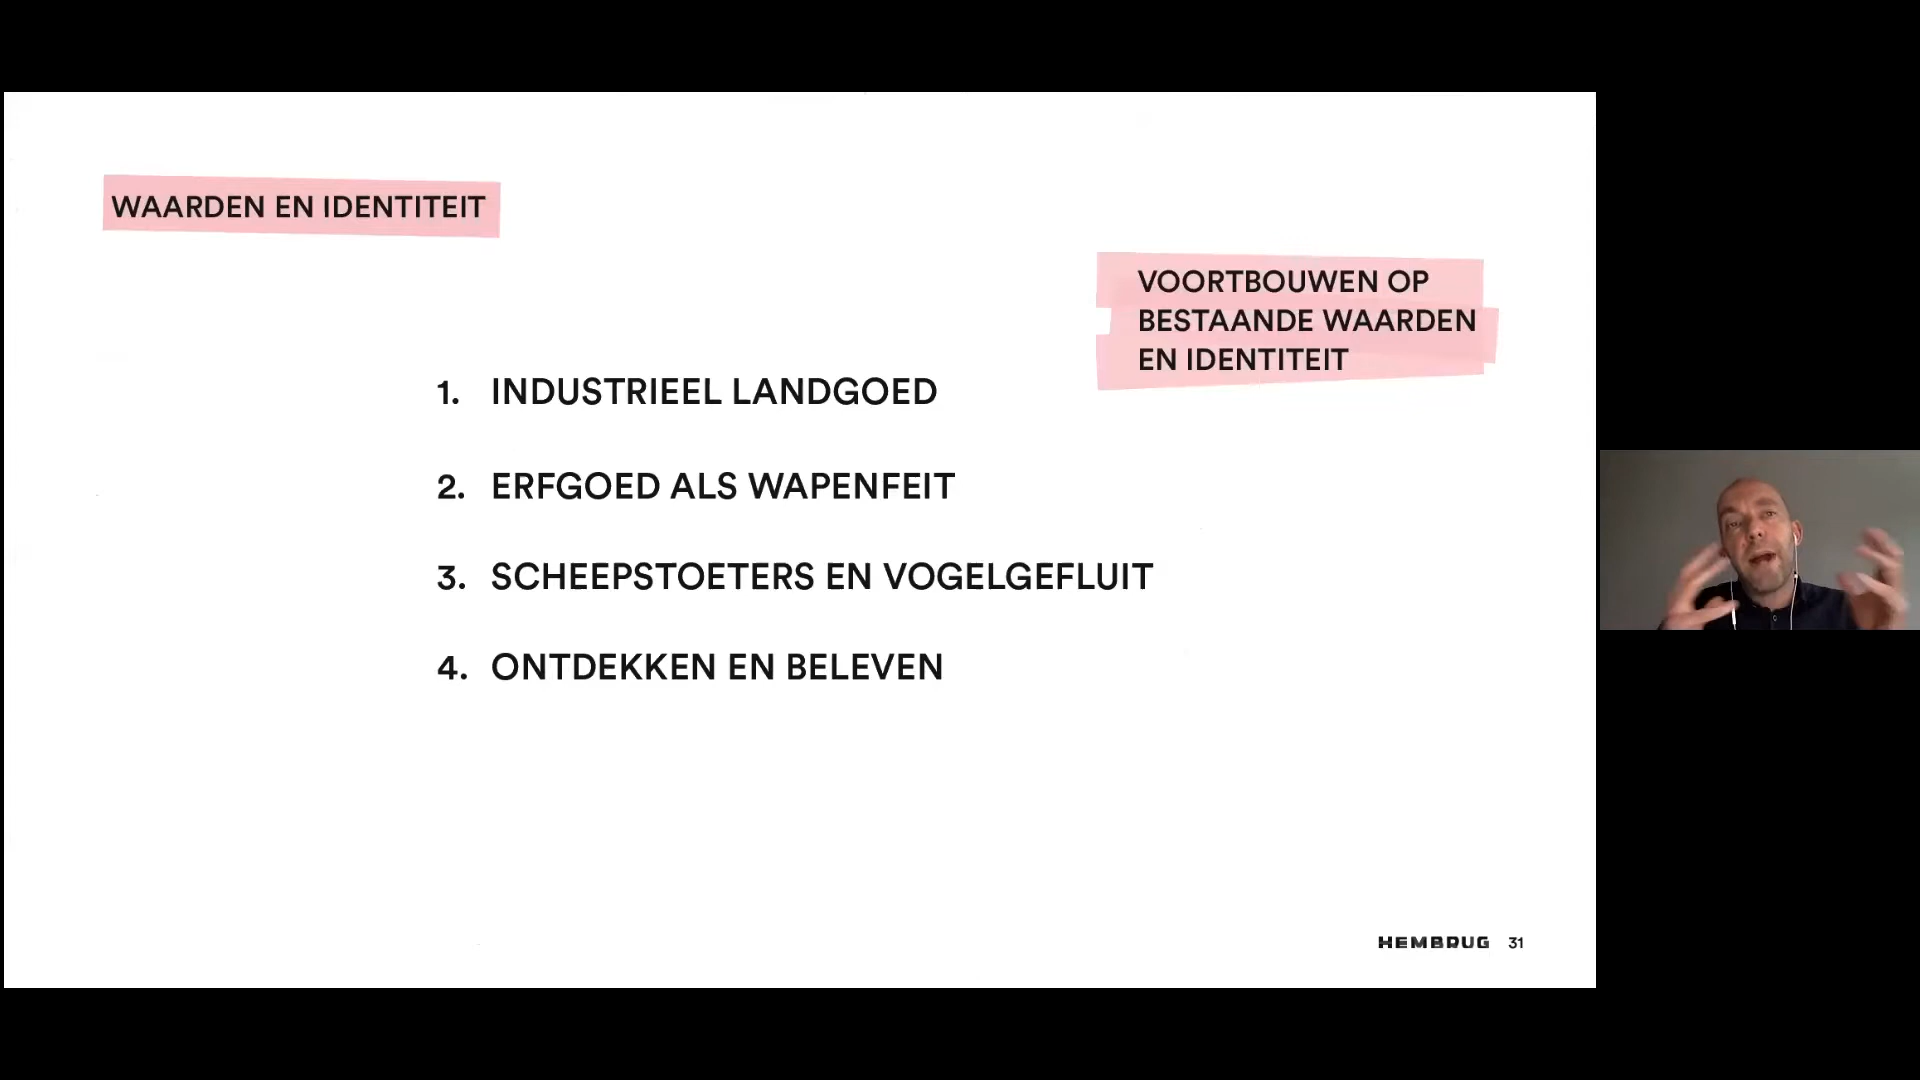 WAARDEN EN IDENTITEIT
VOORTBOUWEN OP
BESTAANDE WAARDEN
EN IDENTITEIT
1. INDUSTRIEEL LANDGOED
2. ERFGOED ALS WAPENFEIT
3. SCHEEPSTOETERS EN VOGELGEFLUIT
4. ONTDEKKEN EN BELEVEN
HEMBRUG 31